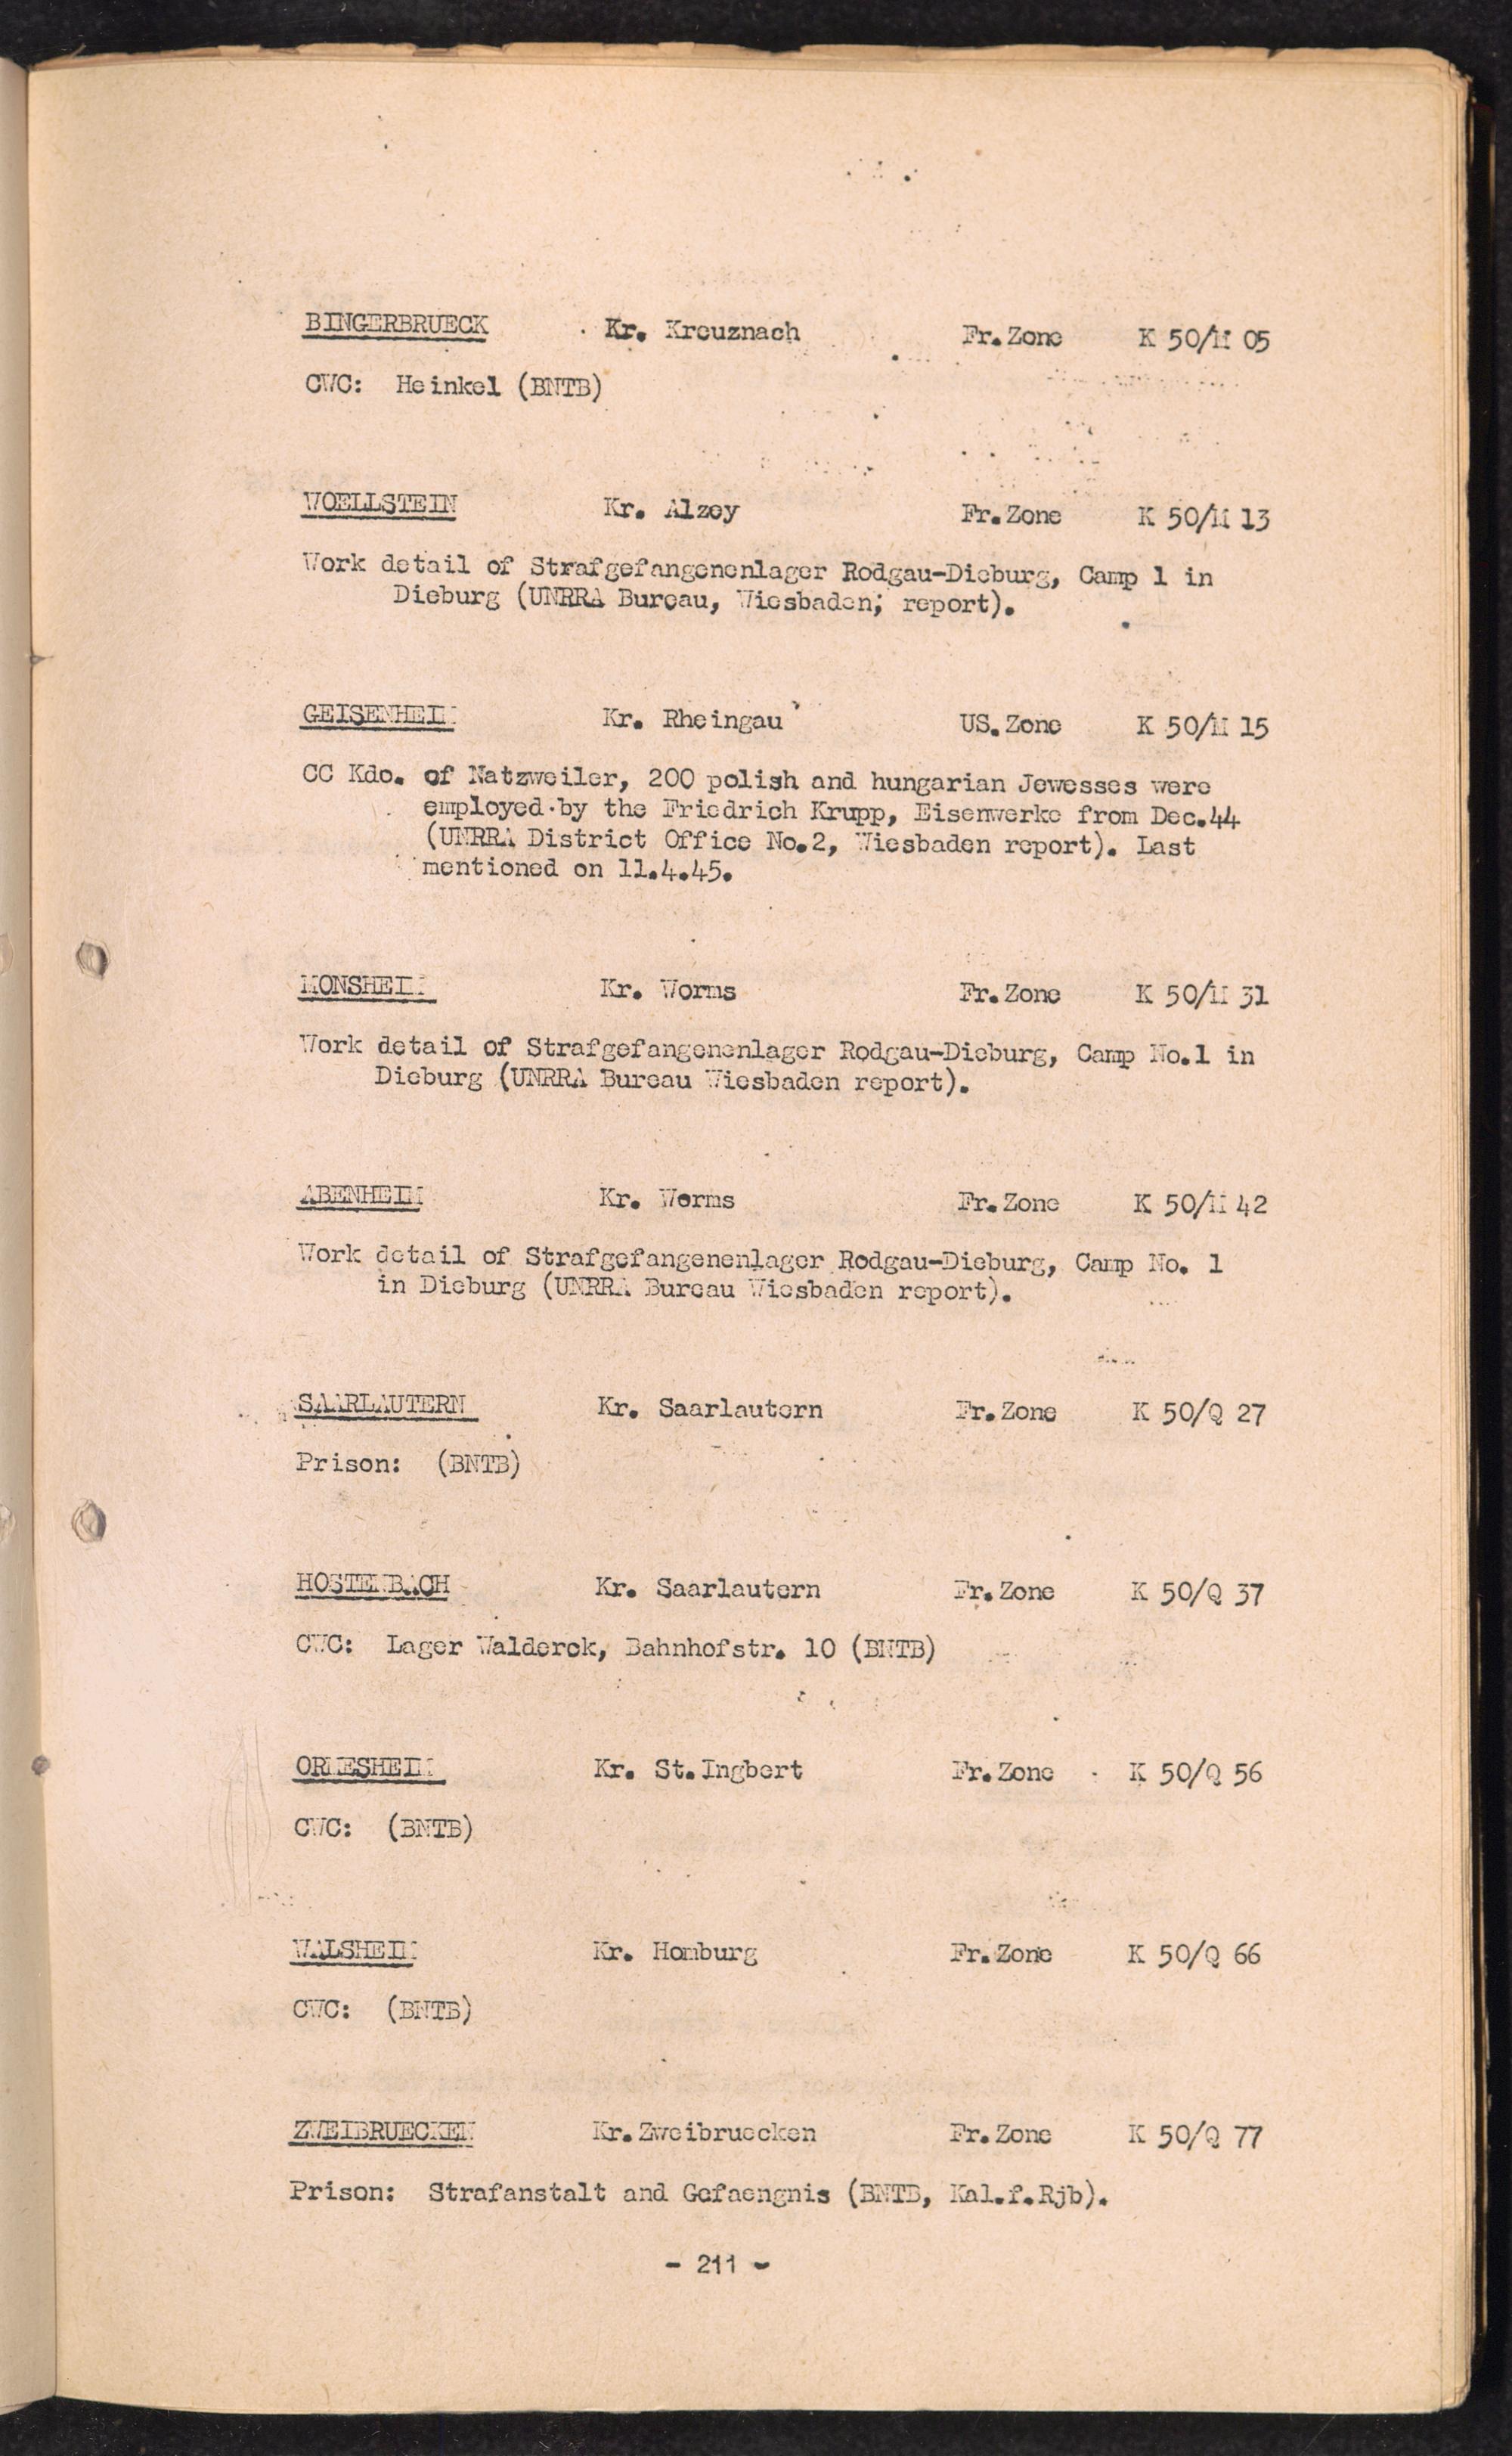 BINGERBRUECK Kr. Kreuznach Fr.Zone K 50/M 05
CWC: Heinkel (BNTB)
WOELLSTEIN Kr. Alzey Fr.Zone K 50/M 13
Work detail of Strafgefangenenlager Rodgau-Dieburg, Camp 1 in
Dieburg (UNRRA Bureau, Wiesbaden; report).
GEISENHEIM Kr. Rheingau US.Zone K 50/M 15
CC Kdo. of Natzweiler, 200 polish and hungarian Jewesses were
employed by the Friedrich Krupp, Eisenwerke from Dec.44
(UNRRA District Office No.2, Wiesbaden report). Last
mentioned on 11.4.45.
MONSHEIM Kr. Worms Fr.Zone K 50/M 31
Work detail of Strafgefangenenlager Rodgau-Dieburg, Camp No.1 in
Dieburg (UNRRA Bureau Wiesbaden report).
ABENHEIM Kr. Worms Fr.Zone K 50/M 42
Work detail of Strafgefangenenlager Rodgau-Dieburg, Camp No. 1
in Dieburg (UNRRA Bureau Wiesbaden report).
SAARLAUTERN Kr. Saarlautern Fr.Zone K 50/Q 27
Prison: (BNTB)
HOSTENBACH Kr. Saarlautern Fr.Zone K 50/Q 37
CWC: Lager Walderck, Bahnhofstr. 10 (BNTB)
ORMESHEIM Kr. St.Ingbert Fr.Zone K 50/Q 56
CWC: (BNTB)
WALSHEIM Kr. Homburg Fr.Zone K 50/Q 66
CWC: (BNTB)
ZWEIBRUECKEN Kr.Zweibruecken Fr.Zone K 50/Q 77
Prison: Strafanstalt and Gefaengnis (BNTB, Kal.f.Rjb).
- 211 -